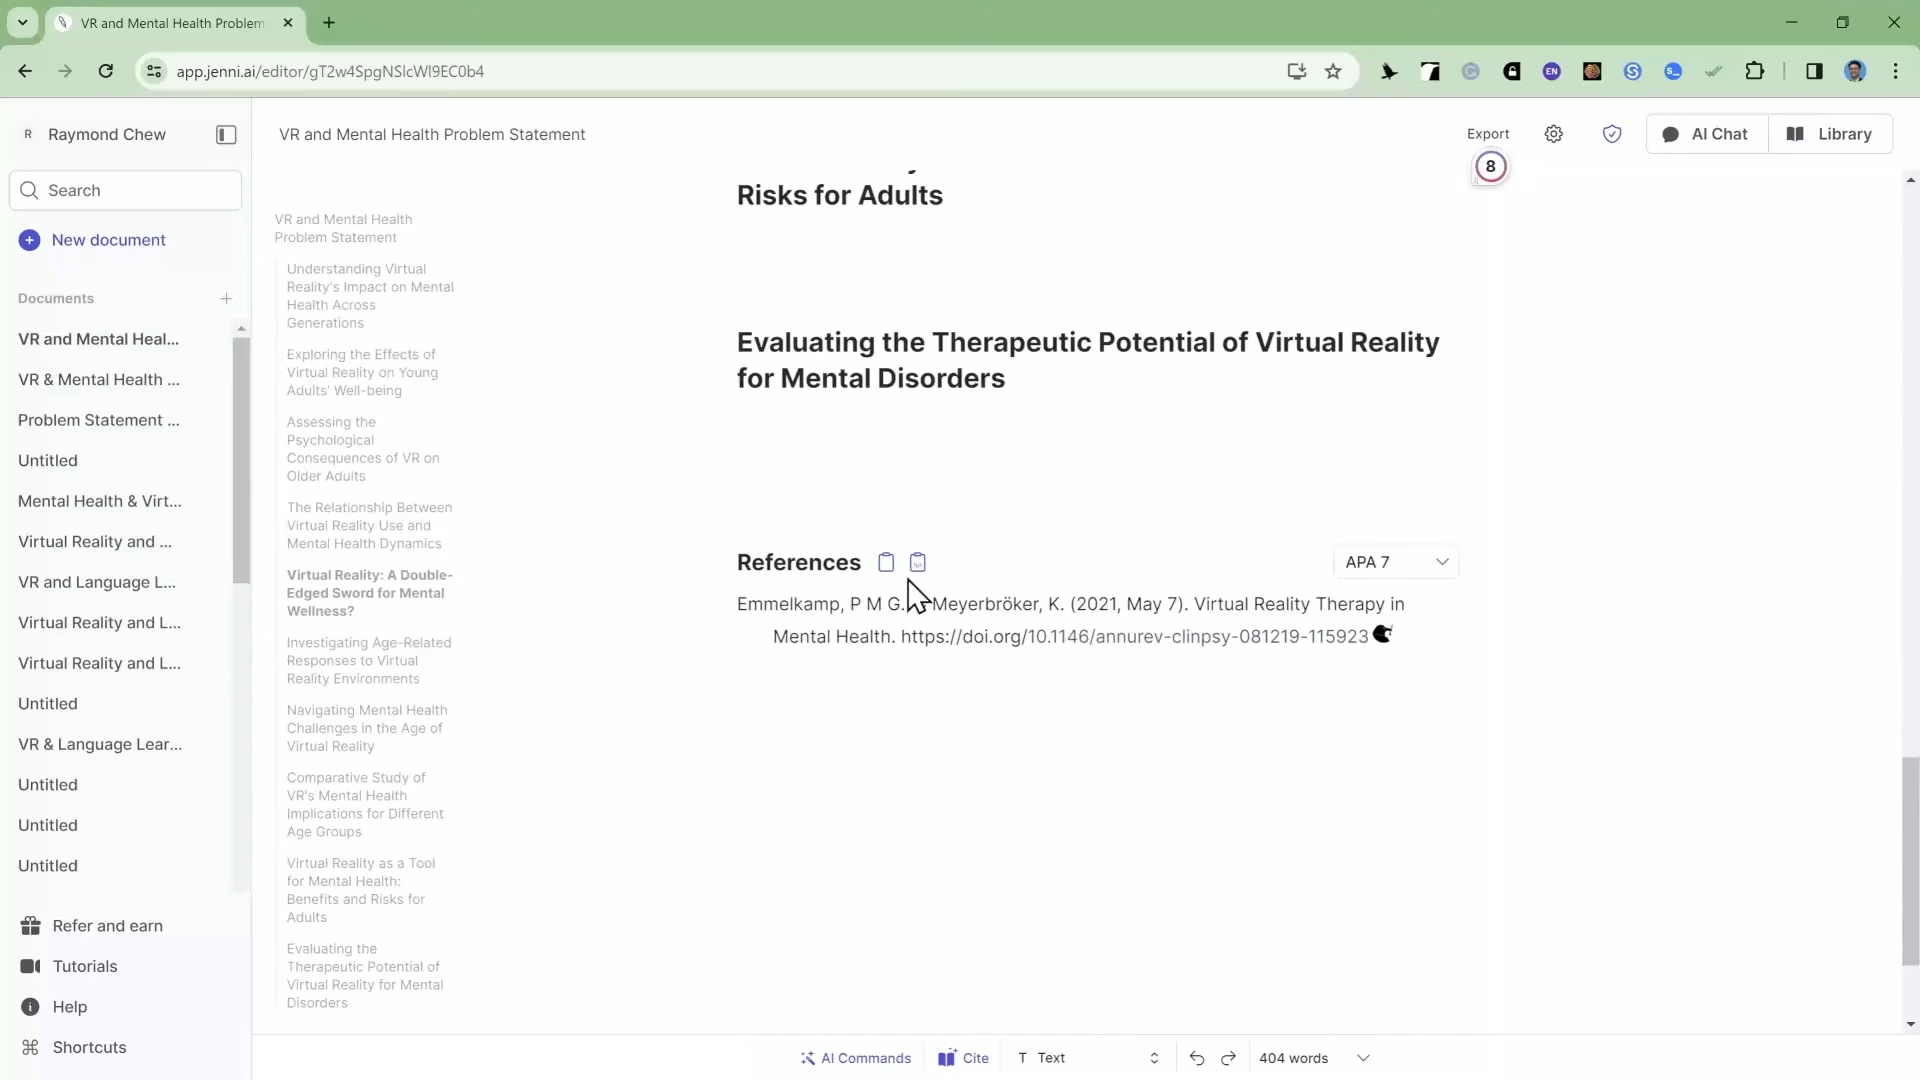 VR and Mental Health Problem
app.jenni.ai/editor/gT2w4SpgNSIcWI9EC0b4
EN
R Raymond Chew
VR and Mental Health Problem Statement
Export
AI Chat
Library
8
Search
New document
Documents
VR and Mental Heal...
VR & Mental Health ...
Problem Statement ...
Untitled
Mental Health & Virt...
Virtual Reality and ...
VR and Language L...
Virtual Reality and L...
Virtual Reality and L...
Untitled
VR & Language Lear...
Untitled
Untitled
Untitled
Refer and earn
Tutorials
Help
Shortcuts
VR and Mental Health
Problem Statement
Understanding Virtual
Reality's Impact on Mental
Health Across
Generations
Exploring the Effects of
Virtual Reality on Young
Adults' Well-being
Assessing the
Psychological
Consequences of VR on
Older Adults
The Relationship Between
Virtual Reality Use and
Mental Health Dynamics
Virtual Reality: A Double-
Edged Sword for Mental
Wellness?
Investigating Age-Related
Responses to Virtual
Reality Environments
Navigating Mental Health
Challenges in the Age of
Virtual Reality
Comparative Study of
VR's Mental Health
Implications for Different
Age Groups
Virtual Reality as a Tool
for Mental Health:
Benefits and Risks for
Adults
Evaluating the
Therapeutic Potential of
Virtual Reality for Mental
Disorders
Risks for Adults
Evaluating the Therapeutic Potential of Virtual Reality
for Mental Disorders
References
APA 7
Emmelkamp, P M G. Meyerbröker, K. (2021, May 7). Virtual Reality Therapy in
Mental Health. https://doi.org/10.1146/annurev-clinpsy-081219-115923
AI Commands
Cite
T Text
404 words